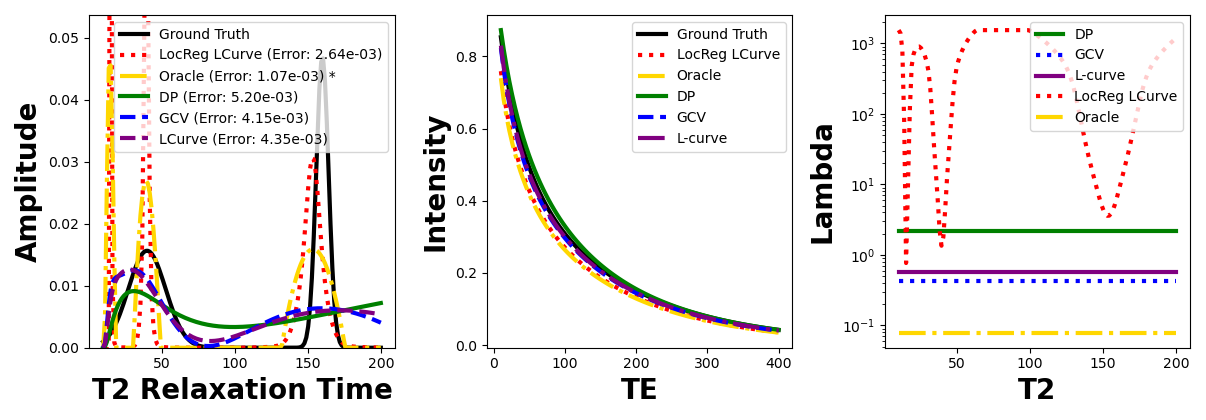 Amplitude
0.05
0.04
0.03
0.02
0.01
0.00
50
100
150
200
T2 Relaxation Time
Ground Truth
LocReg LCurve (Error: 2.64e-03)
Oracle (Error: 1.07e-03) *
DP (Error: 5.20e-03)
GCV (Error: 4.15e-03)
LCurve (Error: 4.35e-03)
Intensity
0.8
0.6
0.4
0.2
0.0
0
100
200
300
400
TE
Ground Truth
LocReg LCurve
Oracle
DP
GCV
L-curve
Lambda
10³
10²
10¹
10⁰
10⁻¹
50
100
150
200
T2
DP
GCV
L-curve
LocReg LCurve
Oracle